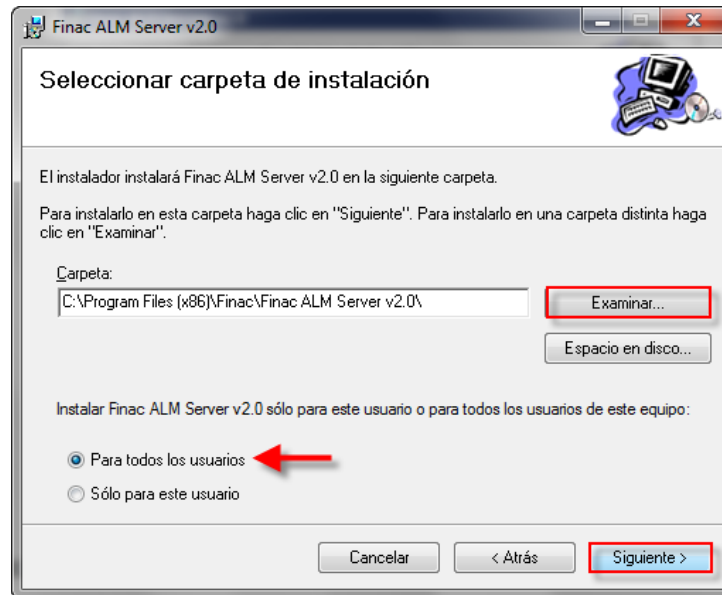 Finac ALM Server v2.0
Seleccionar carpeta de instalación
El instalador instalará Finac ALM Server v2.0 en la siguiente carpeta.
Para instalarlo en esta carpeta haga clic en "Siguiente". Para instalarlo en una carpeta distinta haga
clic en "Examinar".
Carpeta:
C:\Program Files (x86)\Finac\Finac ALM Server v2.0\
Examinar...
Espacio en disco...
Instalar Finac ALM Server v2.0 sólo para este usuario o para todos los usuarios de este equipo:
Para todos los usuarios
Sólo para este usuario
Cancelar
< Atrás
Siguiente >